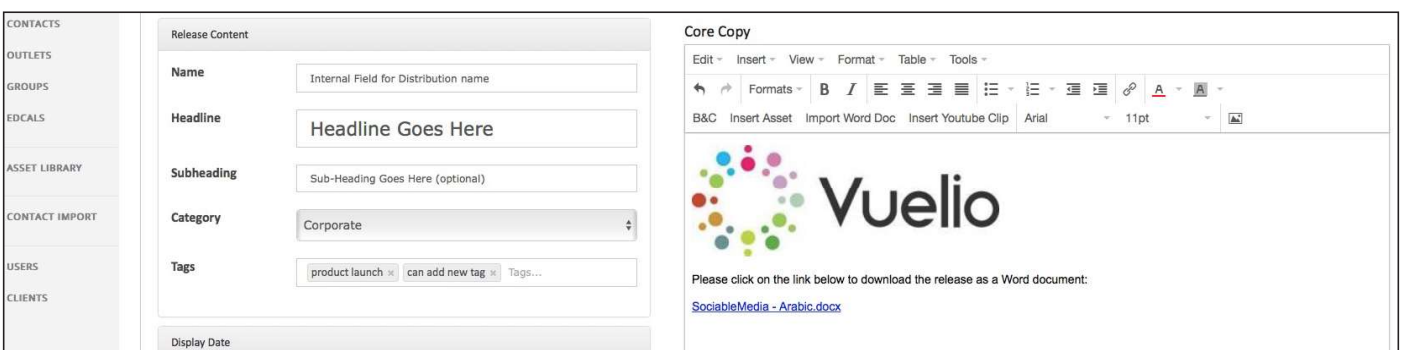 CONTACTS
OUTLETS
GROUPS
EDCALS
ASSET LIBRARY
CONTACT IMPORT
USERS
CLIENTS
Release Content
Name
Internal Field for Distribution name
Headline
Headline Goes Here
Subheading
Sub-Heading Goes Here (optional)
Category
Corporate
Tags
product launch × can add new tag × Tags...
Display Date
Core Copy
Edit Insert View Format Table Tools
Formats B I A A
B&C Insert Asset Import Word Doc Insert Youtube Clip Arial 11pt
Vuelio
Please click on the link below to download the release as a Word document:
SociableMedia - Arabic.docx